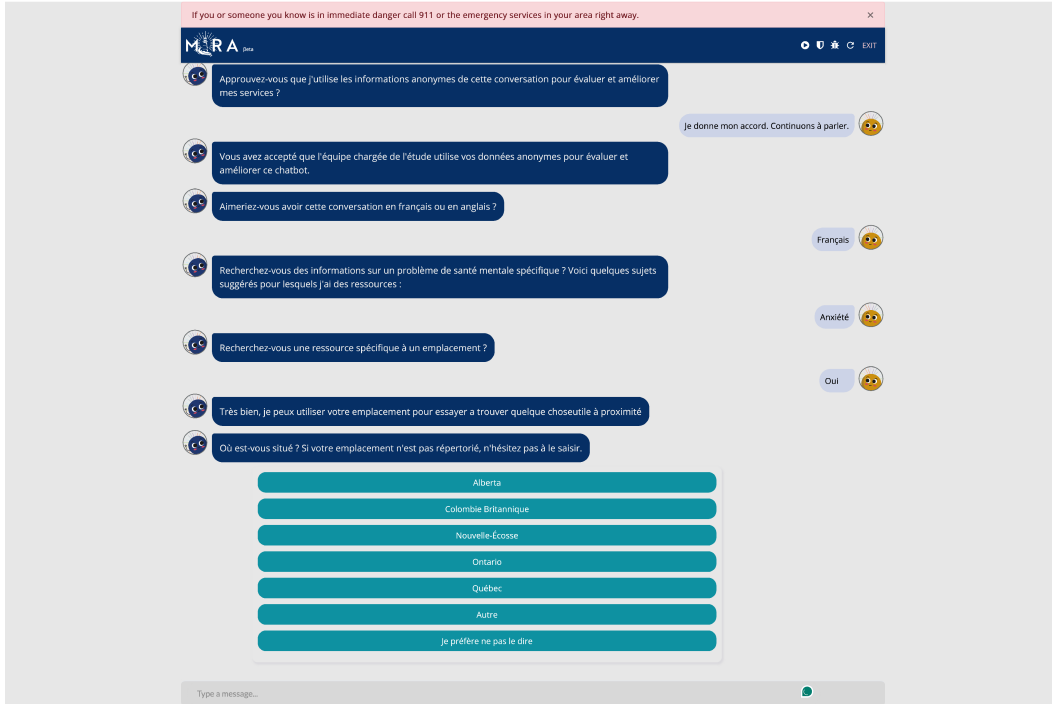 If you or someone you know is in immediate danger call 911 or the emergency services in your area right away.
MIRA Beta
EXIT
Approuvez-vous que j'utilise les informations anonymes de cette conversation pour évaluer et améliorer
mes services ?
Je donne mon accord. Continuons à parler.
Vous avez accepté que l'équipe chargée de l'étude utilise vos données anonymes pour évaluer et
améliorer ce chatbot.
Aimeriez-vous avoir cette conversation en français ou en anglais ?
Français
Recherchez-vous des informations sur un problème de santé mentale spécifique ? Voici quelques sujets
suggérés pour lesquels j'ai des ressources :
Anxiété
Recherchez-vous une ressource spécifique à un emplacement ?
Oui
Très bien, je peux utiliser votre emplacement pour essayer a trouver quelque choseutile à proximité
Où est-vous situé ? Si votre emplacement n'est pas répertorié, n'hésitez pas à le saisir.
Alberta
Colombie Britannique
Nouvelle-Écosse
Ontario
Québec
Autre
Je préfère ne pas le dire
Type a message...